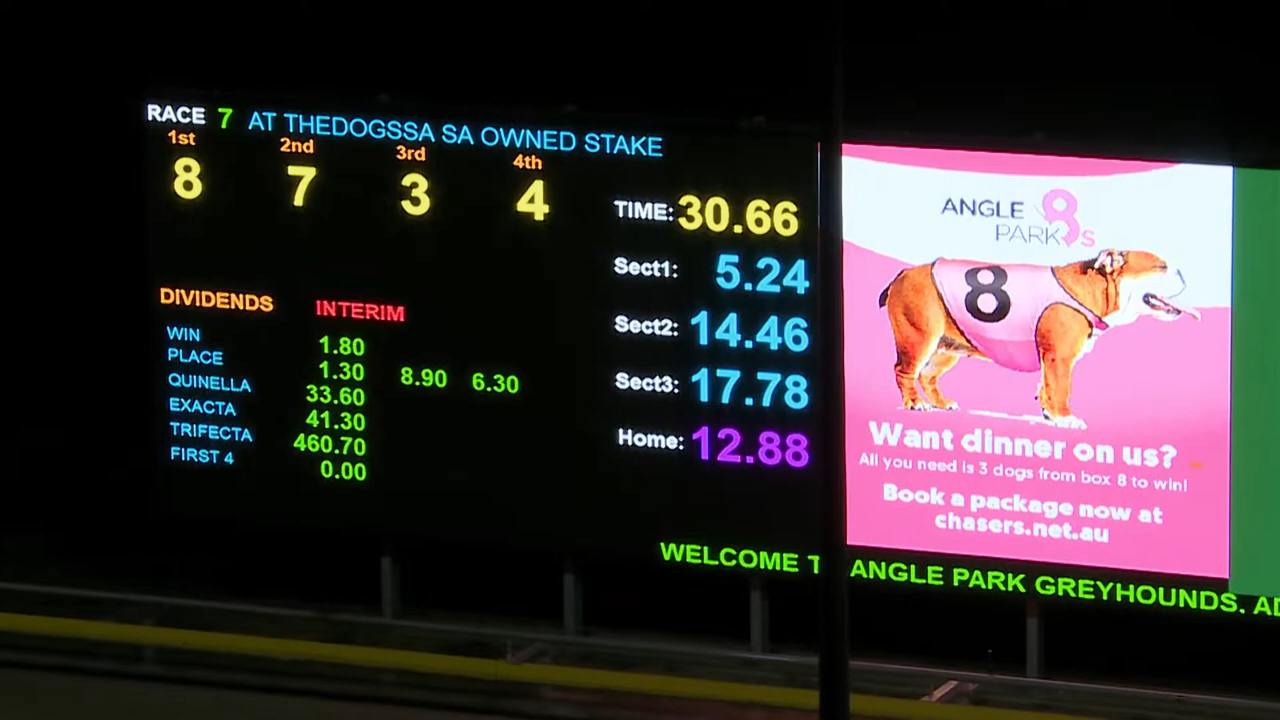 RACE 7 AT THEDOGSSA SA OWNED STAKE
1st 2nd 3rd 4th
8 7 3 4
TIME: 30.66
Sect1: 5.24
Sect2: 14.46
Sect3: 17.78
Home: 12.88
DIVIDENDS INTERIM
WIN 1.80
PLACE 1.30 8.90 6.30
QUINELLA 33.60
EXACTA 41.30
TRIFECTA 460.70
FIRST 4 0.00
ANGLE 8
PARK s
8
Want dinner on us?
All you need is 3 dogs from box 8 to win!
Book a package now at
chasers.net.au
WELCOME T ANGLE PARK GREYHOUNDS. AD